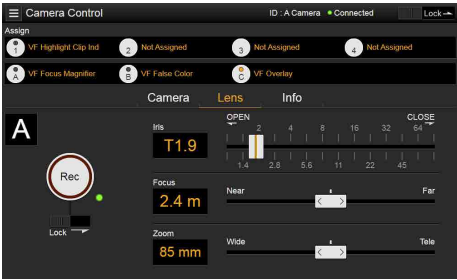 Camera Control
ID : A Camera
Connected
Lock
Assign
1 VF Highlight Clip Ind
2 Not Assigned
3 Not Assigned
4 Not Assigned
A VF Focus Magnifier
B VF False Color
C VF Overlay
Camera Lens Info
A
Rec
Lock
Iris
T1.9
OPEN CLOSE
2 4 8 16 32 64
1.4 2.8 5.6 11 22 45
Focus
2.4 m
Near Far
Zoom
85 mm
Wide Tele